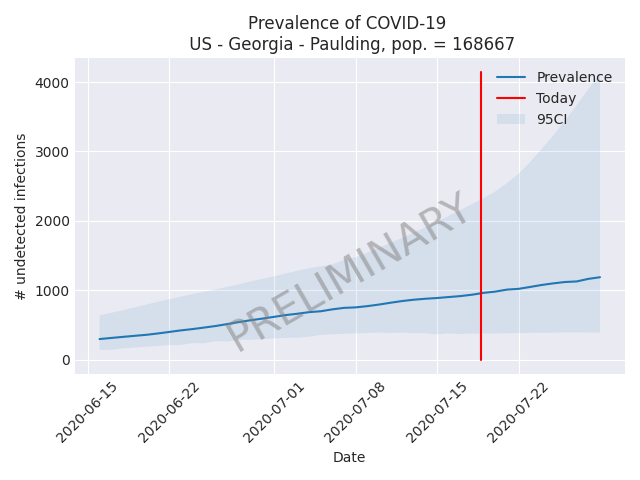 Prevalence of COVID-19
US - Georgia - Paulding, pop. = 168667
Prevalence
Today
95CI
4000
3000
2000
1000
0
# undetected infections
PRELIMINARY
2020-06-15
2020-06-22
2020-07-01
2020-07-08
2020-07-15
2020-07-22
Date